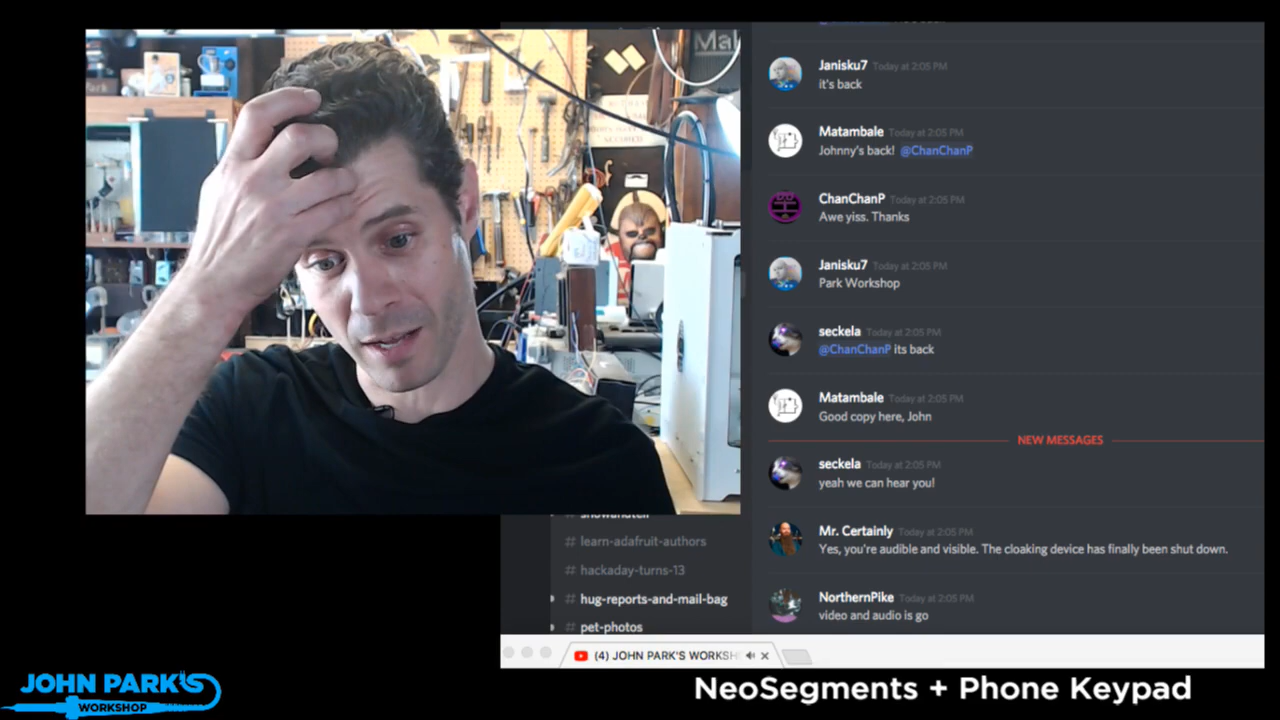 Mak
Janisku7 Today at 2:05 PM
it's back
Matambale Today at 2:05 PM
Johnny's back! @ChanChanP
ChanChanP Today at 2:05 PM
Awe yiss. Thanks
Janisku7 Today at 2:05 PM
Park Workshop
seckela Today at 2:05 PM
@ChanChanP its back
Matambale Today at 2:05 PM
Good copy here, John
NEW MESSAGES
seckela Today at 2:05 PM
yeah we can hear you!
Mr. Certainly Today at 2:05 PM
Yes, you're audible and visible. The cloaking device has finally been shut down.
NorthernPike Today at 2:05 PM
video and audio is go
# showandtell
# learn-adafruit-authors
# hackaday-turns-13
# hug-reports-and-mail-bag
# pet-photos
(4) JOHN PARK'S WORKSH
JOHN PARK'S
WORKSHOP
NeoSegments + Phone Keypad